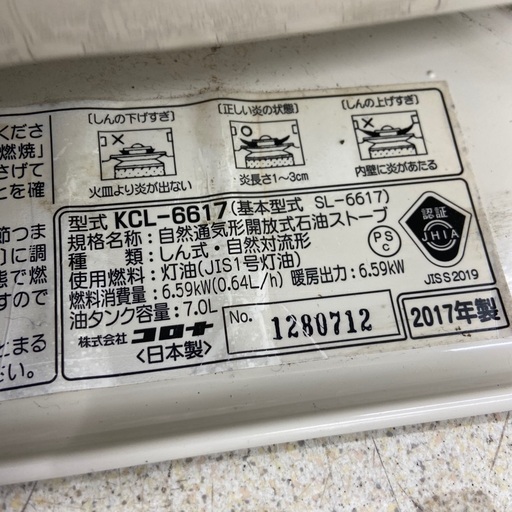 くださ
燃焼」
さげて
とを確
節つま
に調
態で燃
すので
とまる
さい。
[しんの下げすぎ]
火皿より炎が出ない
[正しい炎の状態]
炎長さ1~3cm
[しんの上げすぎ]
内壁に炎があたる
型式 KCL-6617(基本型式 SL-6617)
規格名称:自然通気形開放式石油ストーブ
種類:しん式・自然対流形
使用燃料:灯油(JIS1号灯油) 暖房出力:6.59kW
燃料消費量:6.59kW(0.64L/h)
油タンク容量:7.0L
株式会社 コロナ
<日本製>
No. 1280712
2017年製
PS
C
認証
JHIA
JISS2019